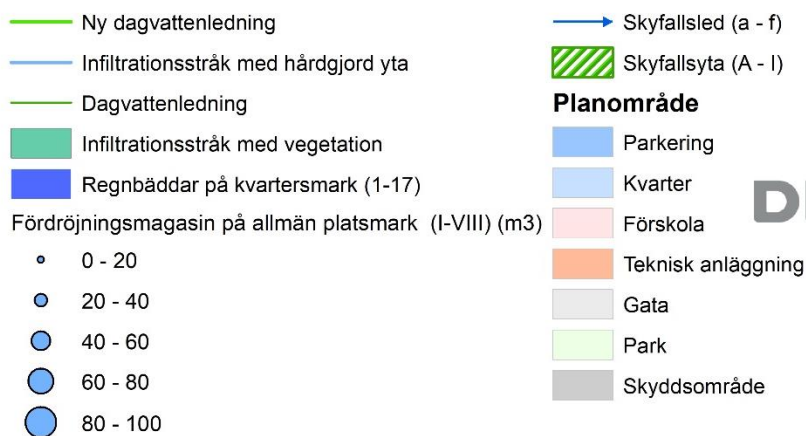 Ny dagvattenledning
Infiltrationsstråk med hårdgjord yta
Dagvattenledning
Infiltrationsstråk med vegetation
Regnbäddar på kvartersmark (1-17)
Fördröjningsmagasin på allmän platsmark (I-VIII) (m3)
0 - 20
20 - 40
40 - 60
60 - 80
80 - 100
Skyfallsled (a - f)
Skyfallsyta (A - I)
Planområde
Parkering
Kvarter
Förskola
Teknisk anläggning
Gata
Park
Skyddsområde